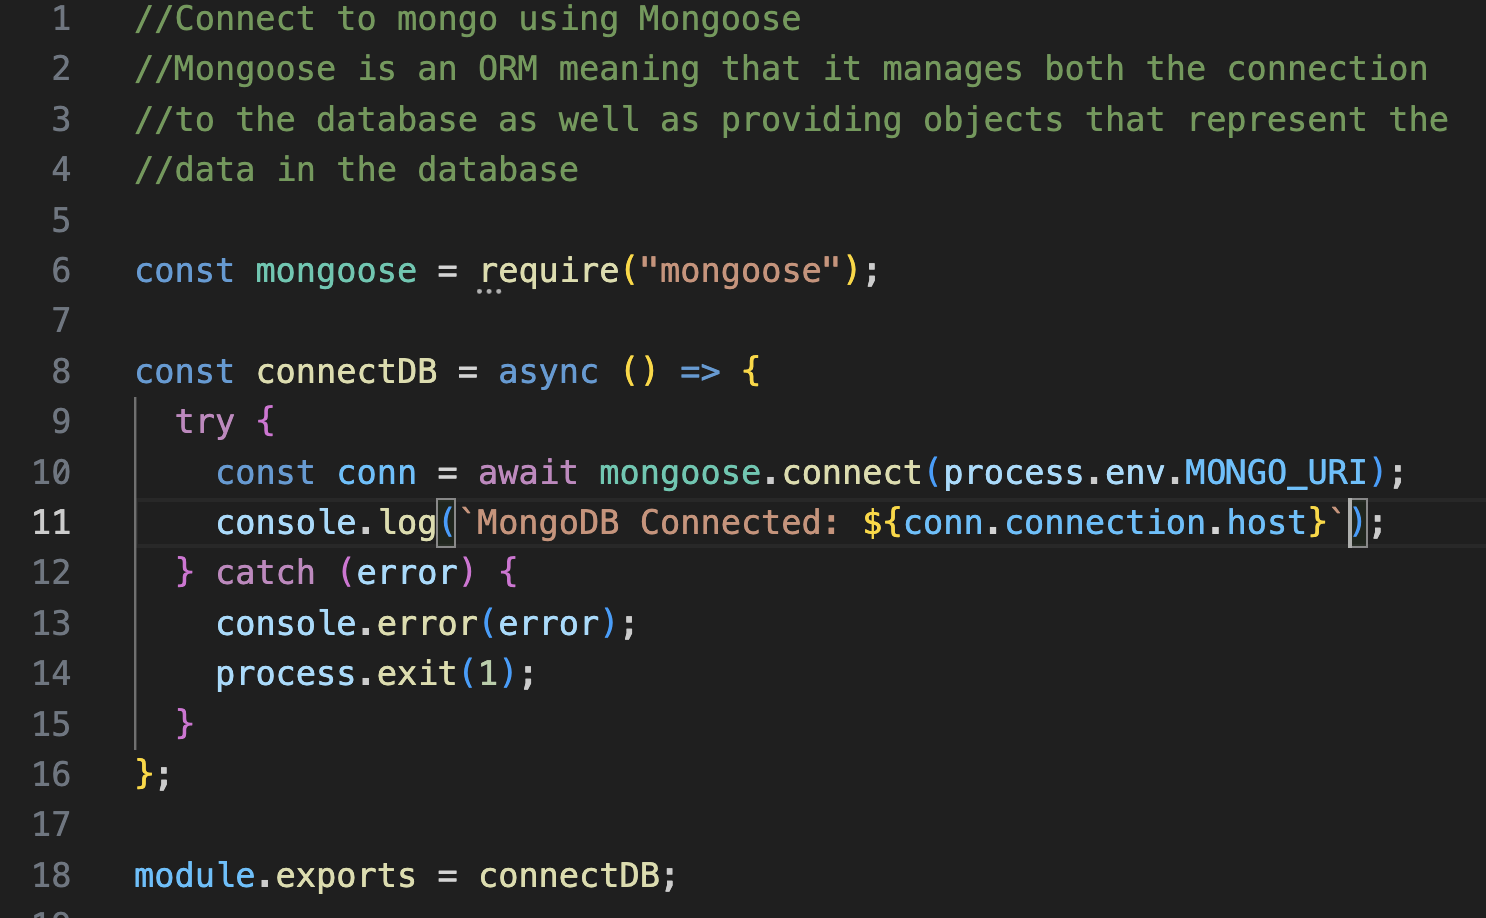 1 //Connect to mongo using Mongoose
2 //Mongoose is an ORM meaning that it manages both the connection
3 //to the database as well as providing objects that represent the
4 //data in the database
5
6 const mongoose = require("mongoose");
7
8 const connectDB = async () => {
9   try {
10     const conn = await mongoose.connect(process.env.MONGO_URI);
11     console.log(`MongoDB Connected: ${conn.connection.host}`);
12   } catch (error) {
13     console.error(error);
14     process.exit(1);
15   }
16 };
17
18 module.exports = connectDB;